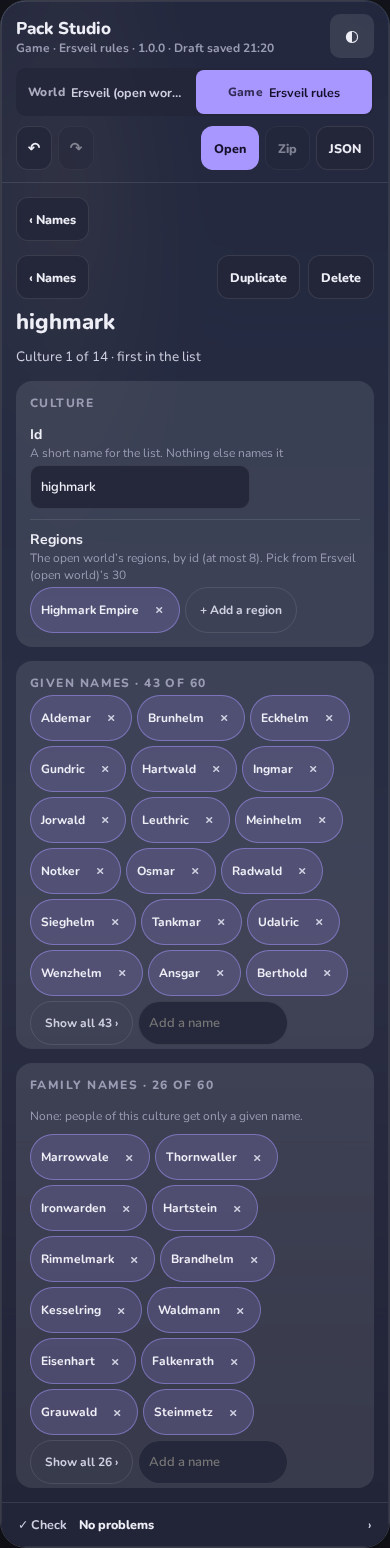 Pack Studio
Game · Ersveil rules · 1.0.0 · Draft saved 21:20
World Ersveil (open wor... Game Ersveil rules
Open Zip JSON
‹ Names
‹ Names Duplicate Delete
highmark
Culture 1 of 14 · first in the list
CULTURE
Id
A short name for the list. Nothing else names it
highmark
Regions
The open world's regions, by id (at most 8). Pick from Ersveil
(open world)'s 30
Highmark Empire × + Add a region
GIVEN NAMES · 43 OF 60
Aldemar × Brunhelm × Eckhelm ×
Gundric × Hartwald × Ingmar ×
Jorwald × Leuthric × Meinhelm ×
Notker × Osmar × Radwald ×
Sieghelm × Tankmar × Udalric ×
Wenzhelm × Ansgar × Berthold ×
Show all 43 › Add a name
FAMILY NAMES · 26 OF 60
None: people of this culture get only a given name.
Marrowvale × Thornwaller ×
Ironwarden × Hartstein ×
Rimmelmark × Brandhelm ×
Kesselring × Waldmann ×
Eisenhart × Falkenrath ×
Grauwald × Steinmetz ×
Show all 26 › Add a name
✓ Check No problems ›